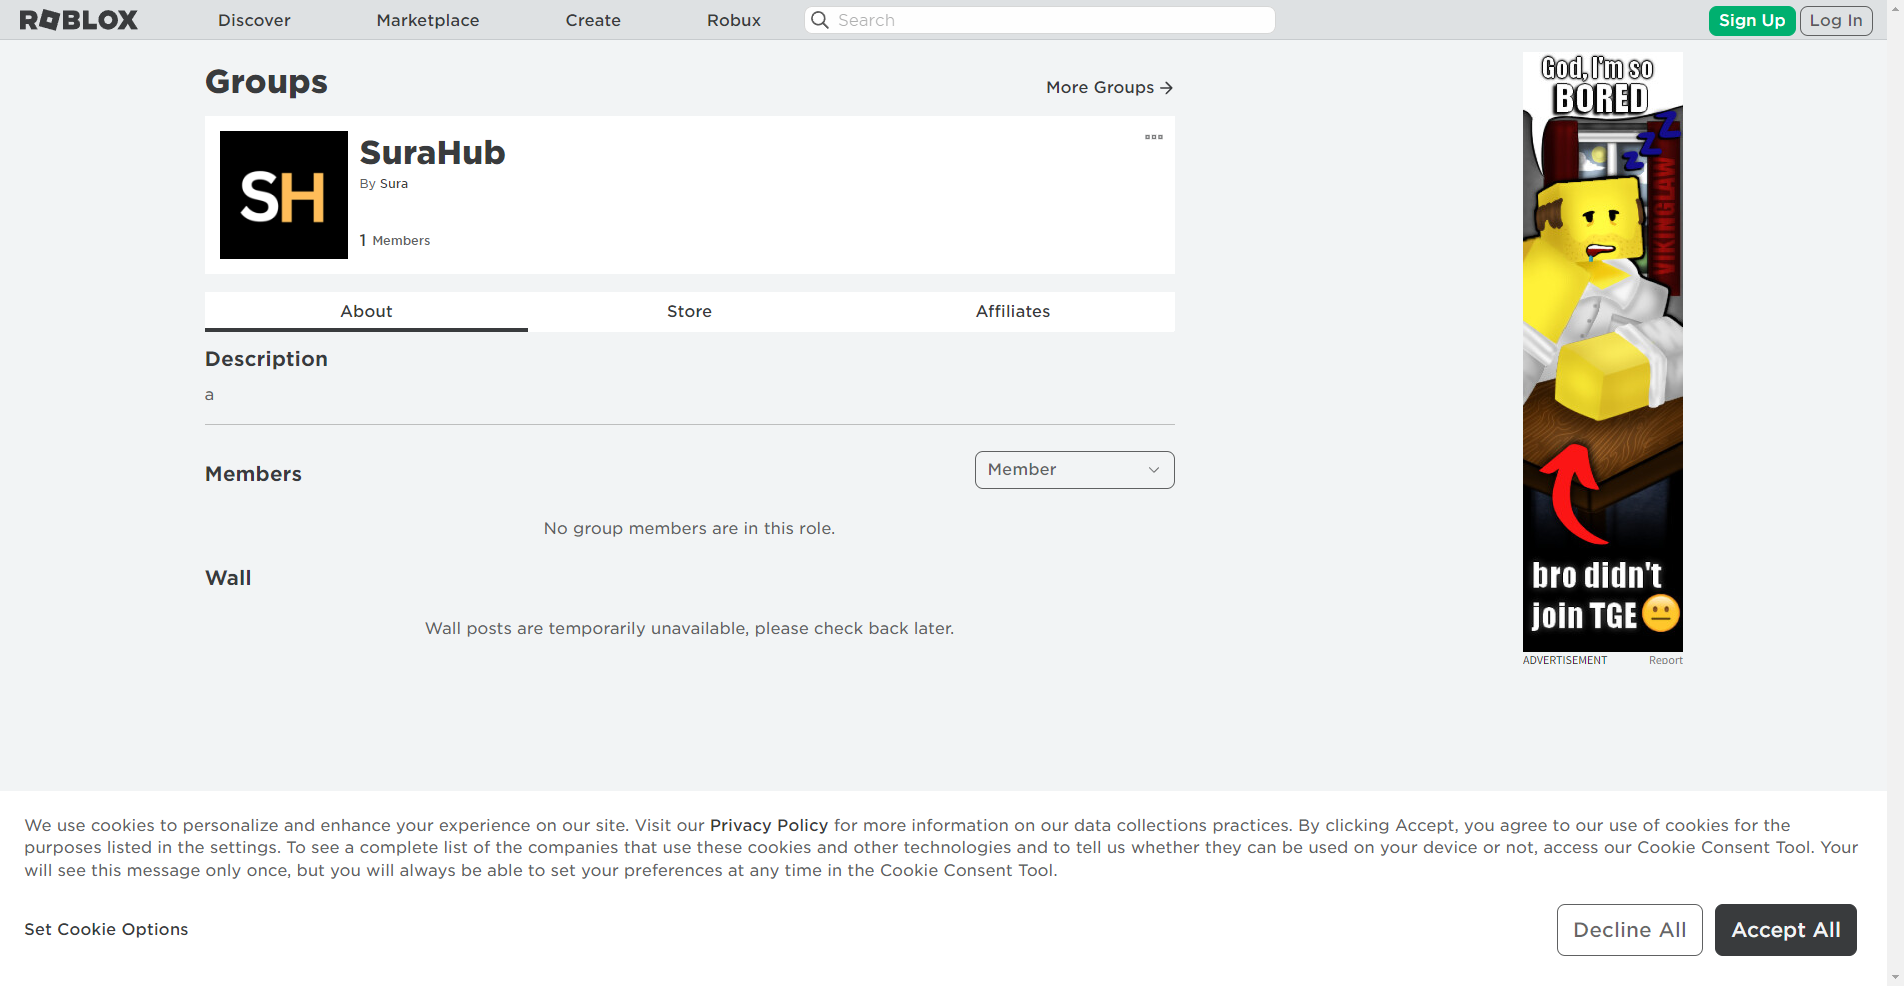 ROBLOX
Discover
Marketplace
Create
Robux
Search
Sign Up
Log In
Groups
More Groups
SH
SuraHub
By Sura
1 Members
About
Store
Affiliates
Description
a
Members
Member
No group members are in this role.
Wall
Wall posts are temporarily unavailable, please check back later.
God, I'm so
BORED
zzZ
VIKINGLAW
bro didn't
join TGE
ADVERTISEMENT
Report
We use cookies to personalize and enhance your experience on our site. Visit our Privacy Policy for more information on our data collections practices. By clicking Accept, you agree to our use of cookies for the
purposes listed in the settings. To see a complete list of the companies that use these cookies and other technologies and to tell us whether they can be used on your device or not, access our Cookie Consent Tool. Your
will see this message only once, but you will always be able to set your preferences at any time in the Cookie Consent Tool.
Set Cookie Options
Decline All
Accept All